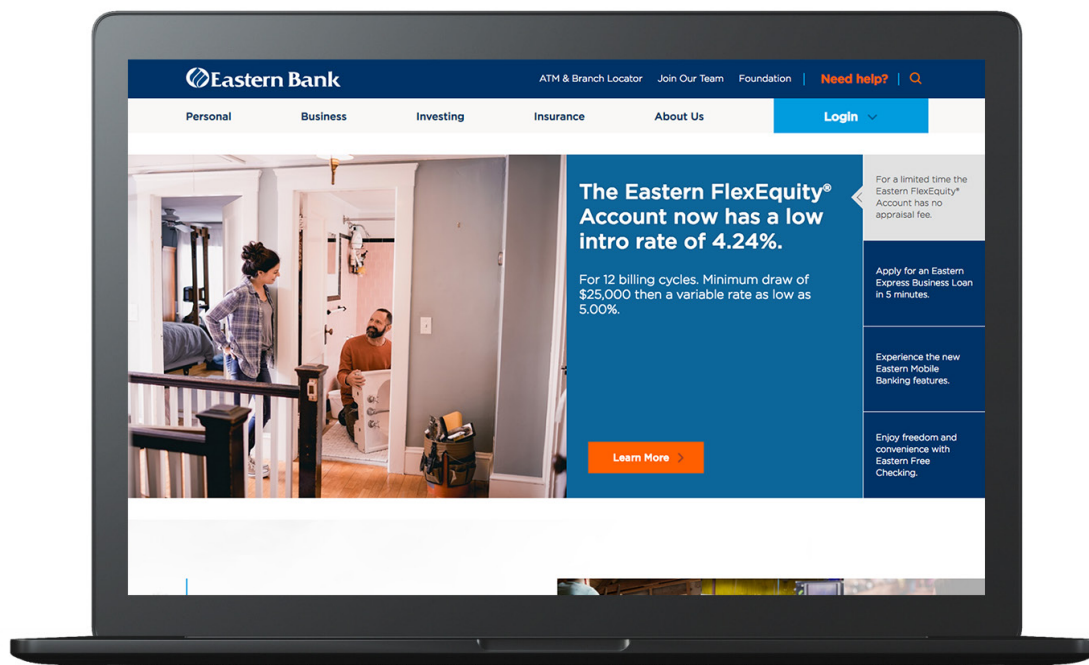 Eastern Bank
ATM & Branch Locator Join Our Team Foundation | Need help? |
Personal Business Investing Insurance About Us Login
The Eastern FlexEquity®
Account now has a low
intro rate of 4.24%.
For 12 billing cycles. Minimum draw of
$25,000 then a variable rate as low as
5.00%.
Learn More
For a limited time the
Eastern FlexEquity®
Account has no
appraisal fee.
Apply for an Eastern
Express Business Loan
in 5 minutes.
Experience the new
Eastern Mobile
Banking features.
Enjoy freedom and
convenience with
Eastern Free
Checking.